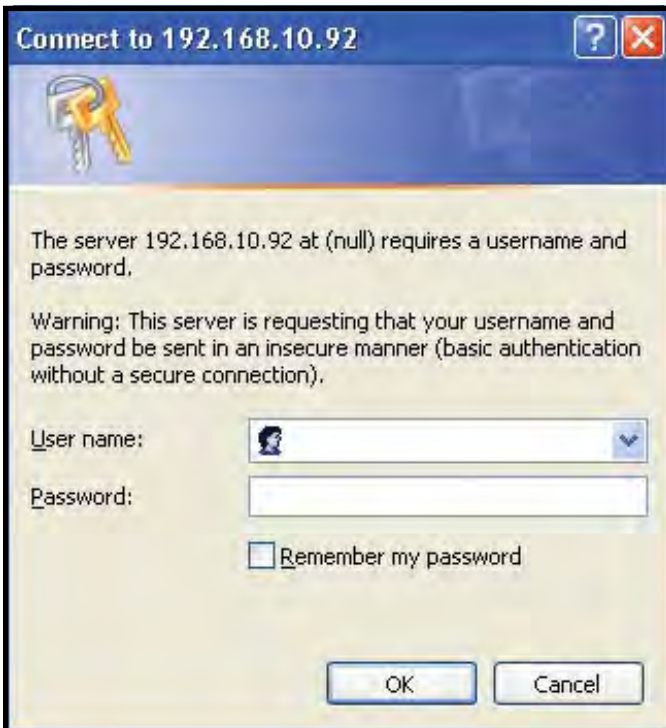 Connect to 192.168.10.92
?
The server 192.168.10.92 at (null) requires a username and
password.
Warning: This server is requesting that your username and
password be sent in an insecure manner (basic authentication
without a secure connection).
User name:
Password:
Remember my password
OK
Cancel